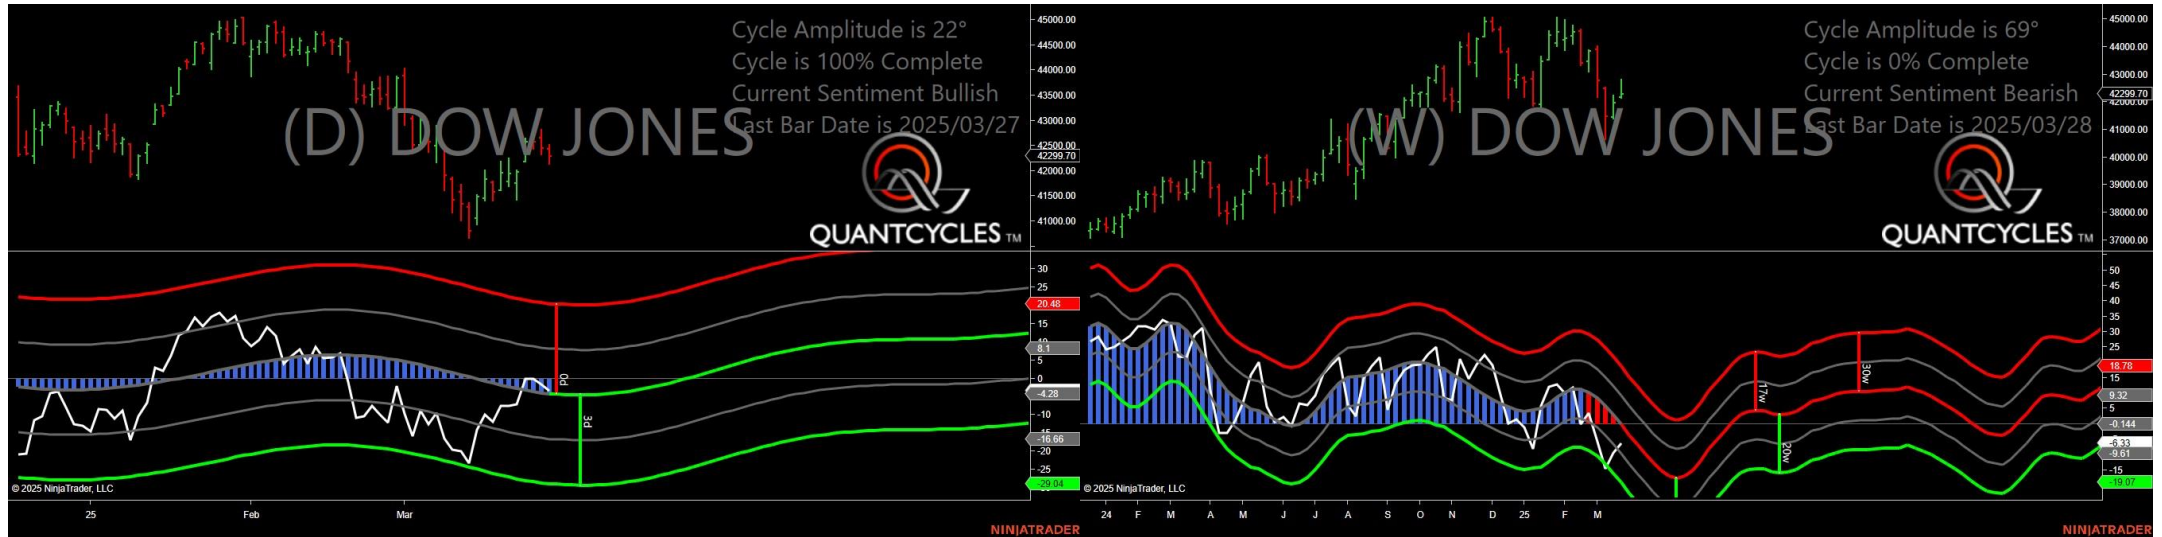 Cycle Amplitude is 22°
Cycle is 100% Complete
Current Sentiment Bullish
Last Bar Date is 2025/03/27
(D) DOW JONES
QUANTCYCLES TM
45000.00
44500.00
44000.00
43500.00
43000.00
42500.00
42299.70
42000.00
41500.00
41000.00
30
25
20.48
15
8.1
5
0
-4.28
-10
-16.66
-20
-25
-29.04
0d
3d
© 2025 NinjaTrader, LLC
25
Feb
Mar
NINJATRADER
Cycle Amplitude is 69°
Cycle is 0% Complete
Current Sentiment Bearish
Last Bar Date is 2025/03/28
(W) DOW JONES
QUANTCYCLES TM
45000.00
44000.00
43000.00
42299.70
42000.00
41000.00
40000.00
39000.00
38000.00
37000.00
50
45
40
35
30
25
18.78
15
9.32
5
-0.144
-6.33
-9.61
-15
-19.07
17w
30w
20w
© 2025 NinjaTrader, LLC
24 F M A M J J A S O N D 25 F M
NINJATRADER